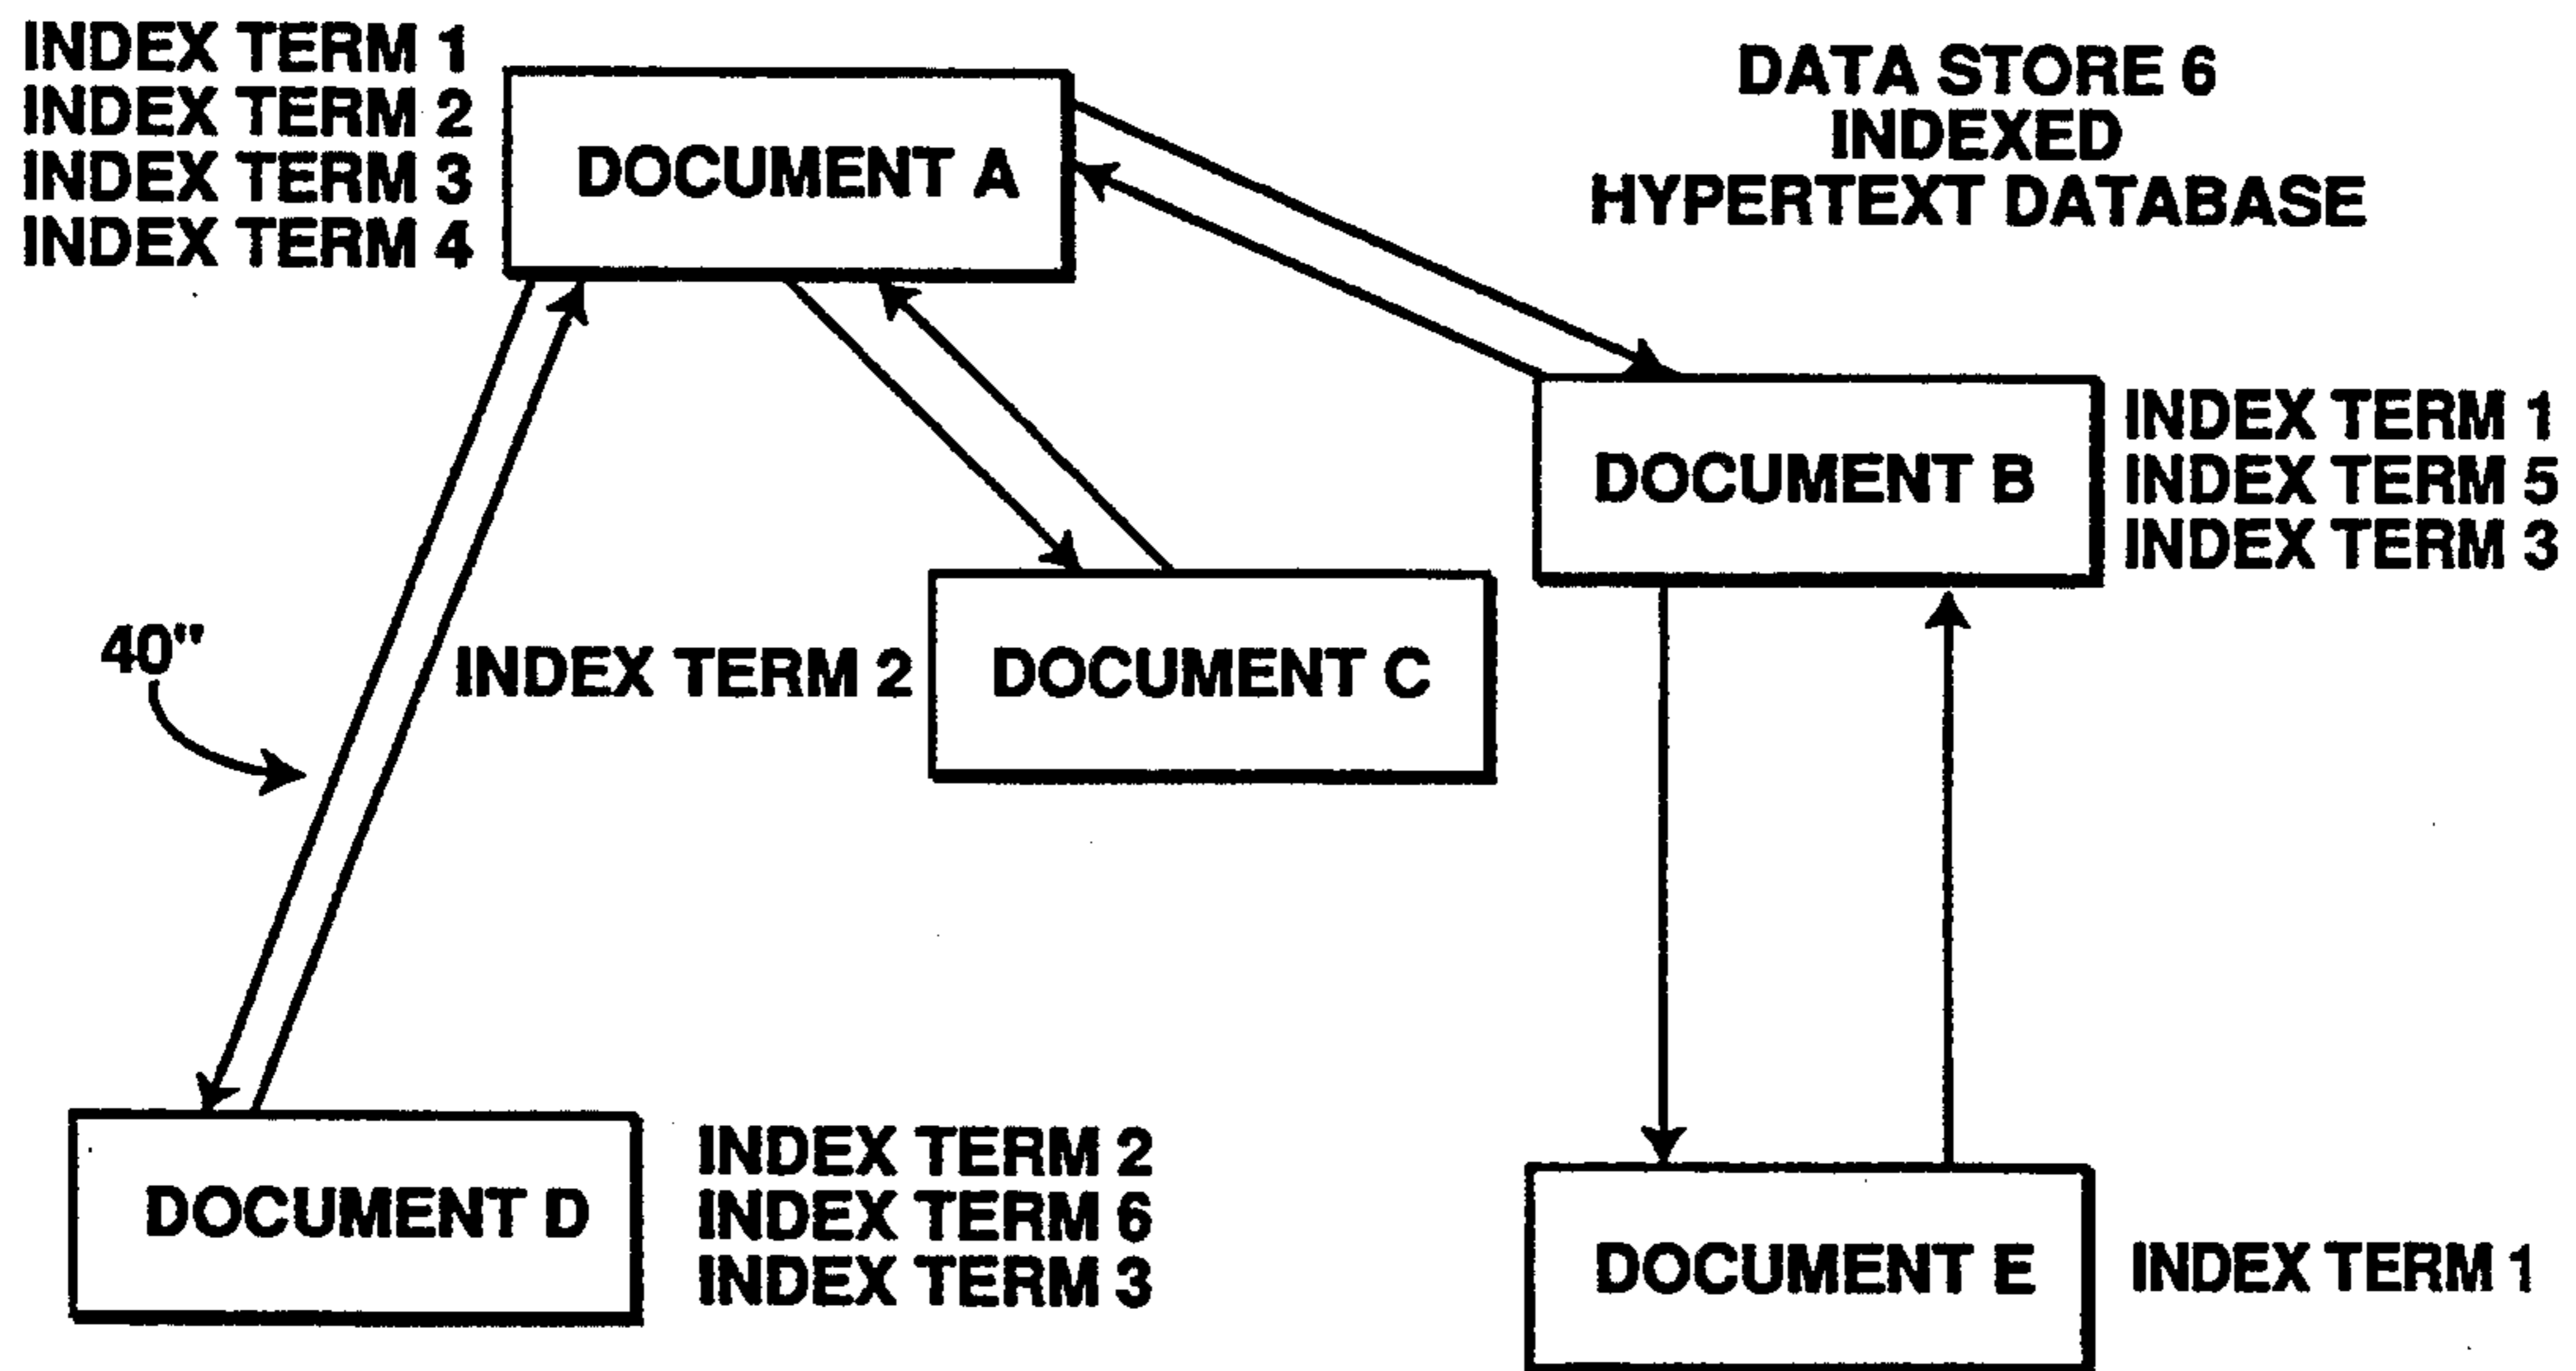 INDEX TERM 1
INDEX TERM 2
INDEX TERM 3
INDEX TERM 4
DOCUMENT A
DATA STORE 6
INDEXED
HYPERTEXT DATABASE
DOCUMENT B
INDEX TERM 1
INDEX TERM 5
INDEX TERM 3
40"
INDEX TERM 2
DOCUMENT C
DOCUMENT D
INDEX TERM 2
INDEX TERM 6
INDEX TERM 3
DOCUMENT E
INDEX TERM 1